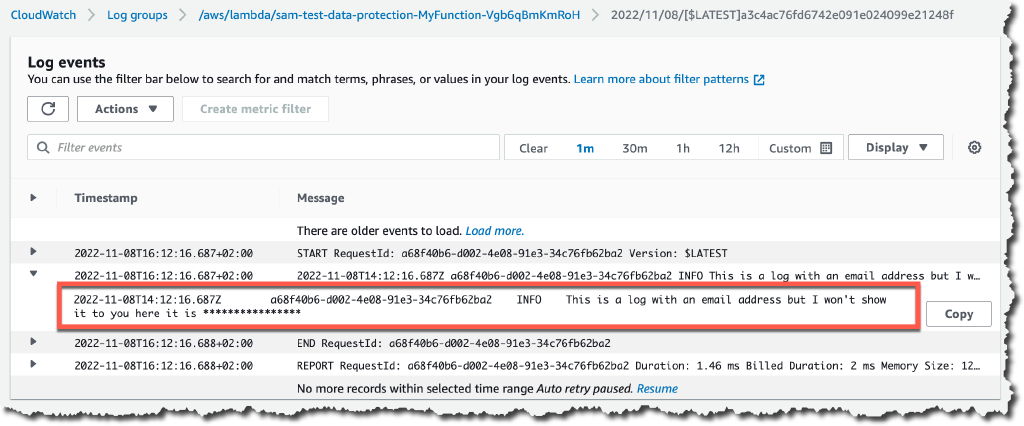 CloudWatch > Log groups > /aws/lambda/sam-test-data-protection-MyFunction-Vgb6qBmKmRoH > 2022/11/08/[$LATEST]a3c4ac76fd6742e091e024099e21248f
Log events
You can use the filter bar below to search for and match terms, phrases, or values in your log events. Learn more about filter patterns
Actions Create metric filter
Filter events Clear 1m 30m 1h 12h Custom Display
Timestamp Message
There are older events to load. Load more.
2022-11-08T16:12:16.687+02:00 START RequestId: a68f40b6-d002-4e08-91e3-34c76fb62ba2 Version: $LATEST
2022-11-08T16:12:16.687+02:00 2022-11-08T14:12:16.687Z a68f40b6-d002-4e08-91e3-34c76fb62ba2 INFO This is a log with an email address but I w…
2022-11-08T14:12:16.687Z a68f40b6-d002-4e08-91e3-34c76fb62ba2 INFO This is a log with an email address but I won't show
it to you here it is ****************
Copy
2022-11-08T16:12:16.688+02:00 END RequestId: a68f40b6-d002-4e08-91e3-34c76fb62ba2
2022-11-08T16:12:16.688+02:00 REPORT RequestId: a68f40b6-d002-4e08-91e3-34c76fb62ba2 Duration: 1.46 ms Billed Duration: 2 ms Memory Size: 12…
No more records within selected time range Auto retry paused. Resume